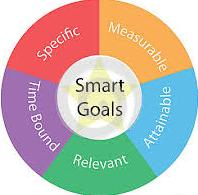 Smart
Goals
Specific
Measurable
Attainable
Relevant
Time Bound